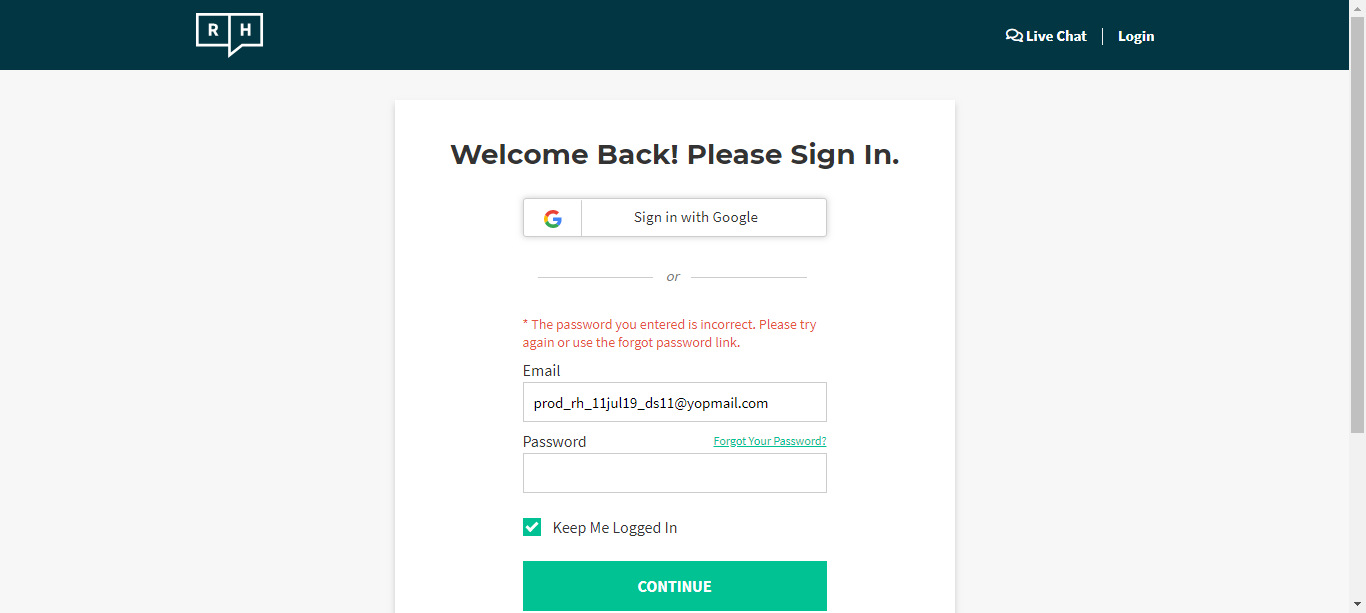 R H
Live Chat
Login
Welcome Back! Please Sign In.
Sign in with Google
or
* The password you entered is incorrect. Please try
again or use the forgot password link.
Email
prod_rh_11jul19_ds11@yopmail.com
Password
Forgot Your Password?
Keep Me Logged In
CONTINUE